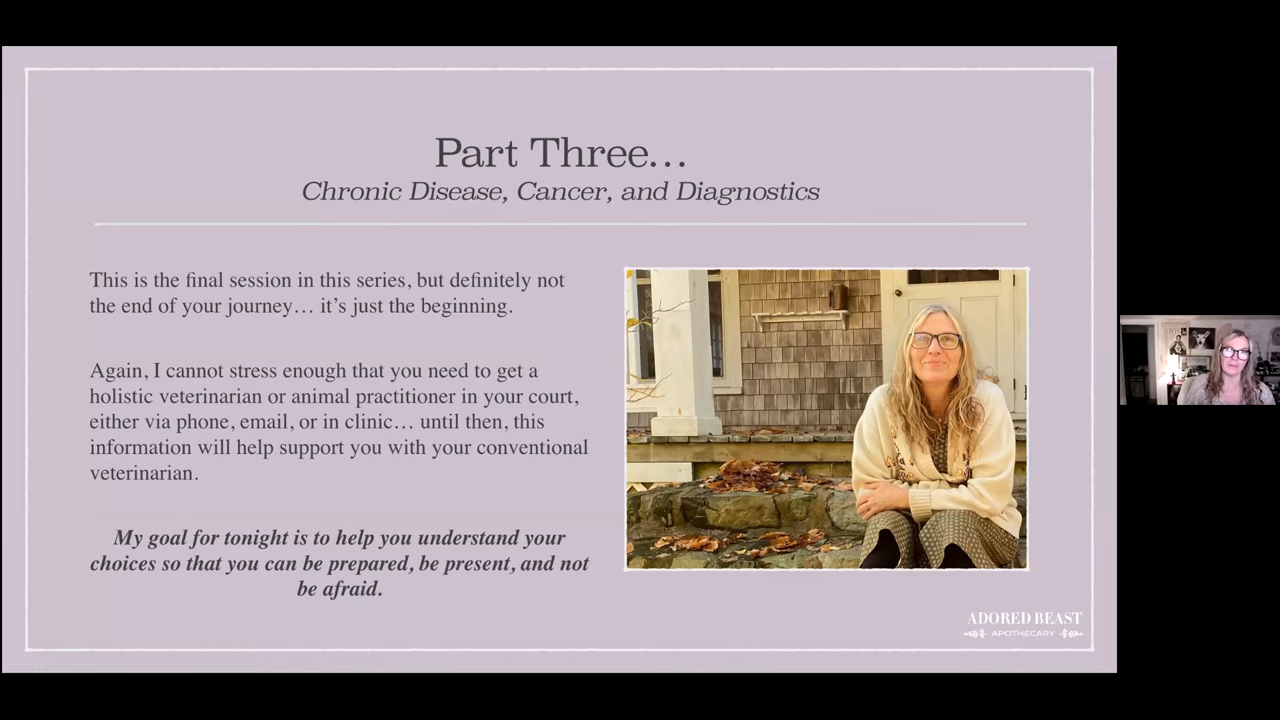 Part Three...
Chronic Disease, Cancer, and Diagnostics
This is the final session in this series, but definitely not
the end of your journey... it's just the beginning.
Again, I cannot stress enough that you need to get a
holistic veterinarian or animal practitioner in your court,
either via phone, email, or in clinic... until then, this
information will help support you with your conventional
veterinarian.
My goal for tonight is to help you understand your
choices so that you can be prepared, be present, and not
be afraid.
ADORED BEAST
APOTHECARY